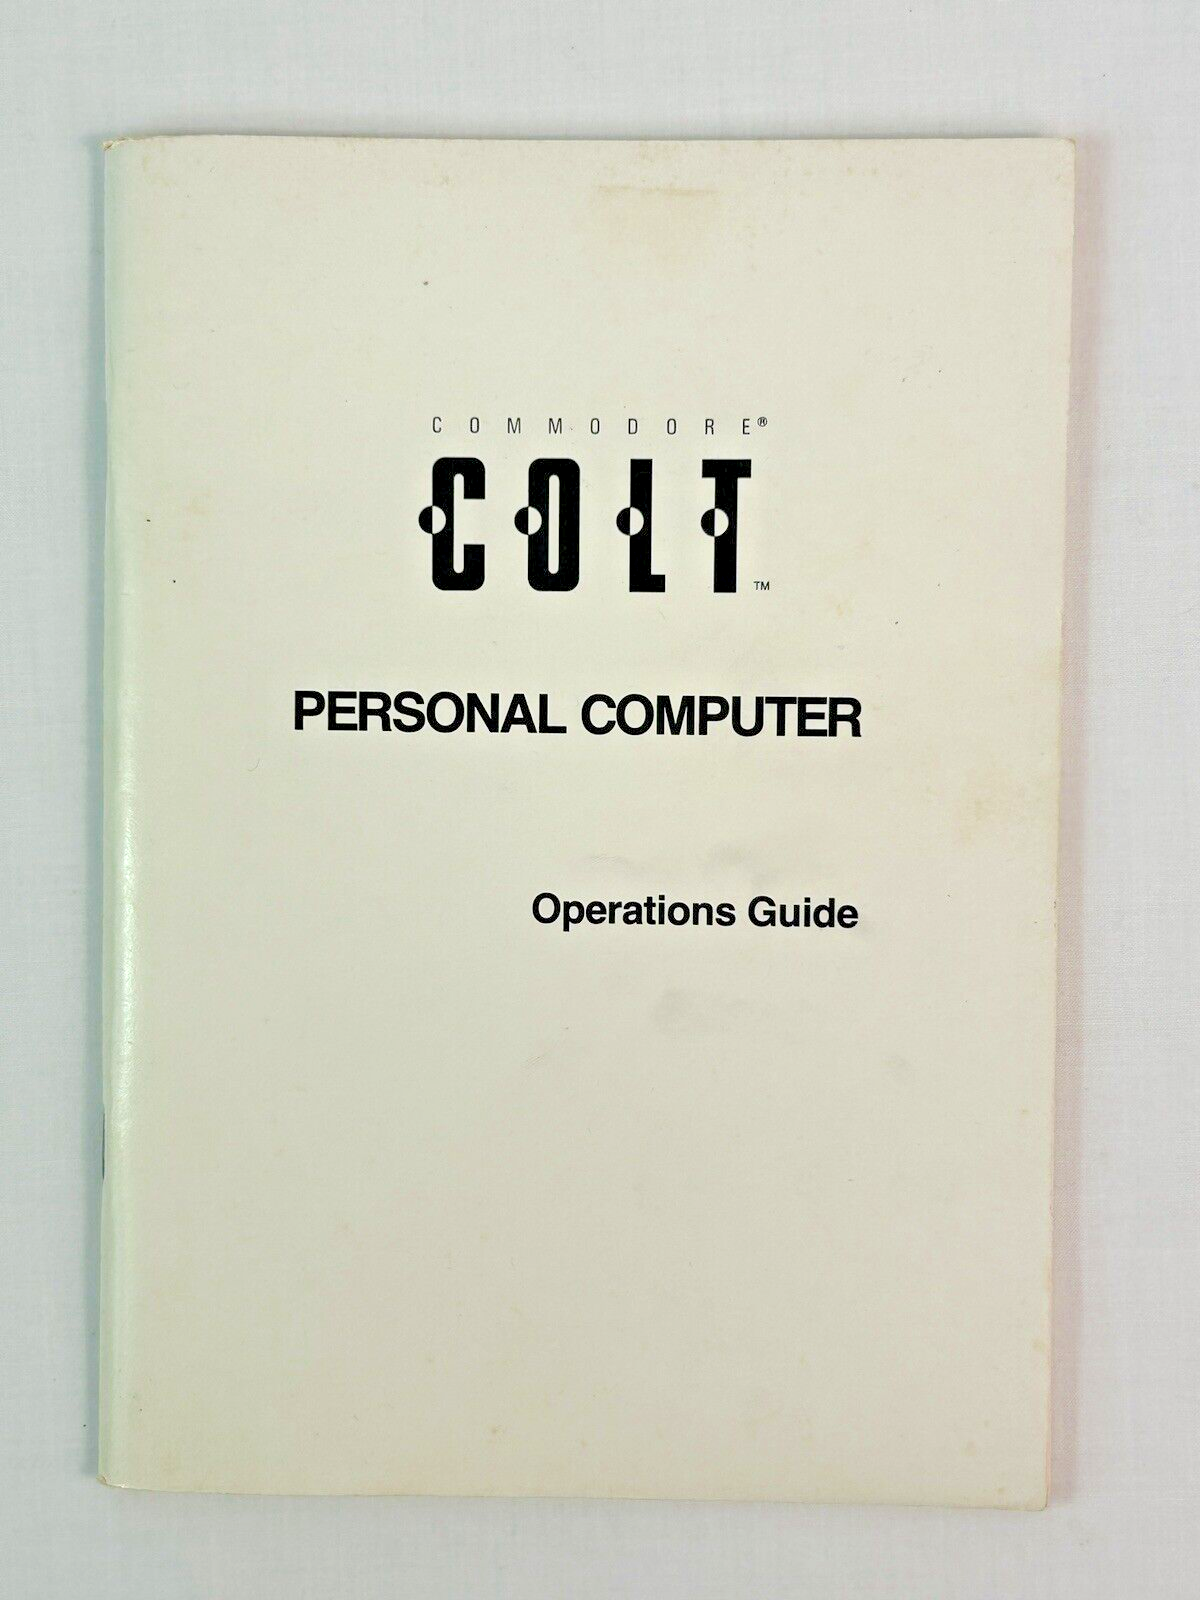 COMMODORE®
COLT™
PERSONAL COMPUTER
Operations Guide